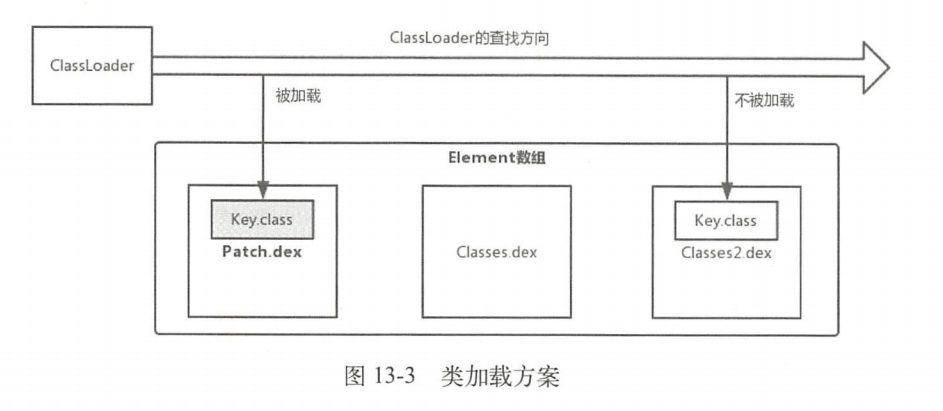 ClassLoader的查找方向
ClassLoader
被加载
不被加载
Element数组
Key.class
Patch.dex
Classes.dex
Key.class
Classes2.dex
图 13-3 类加载方案